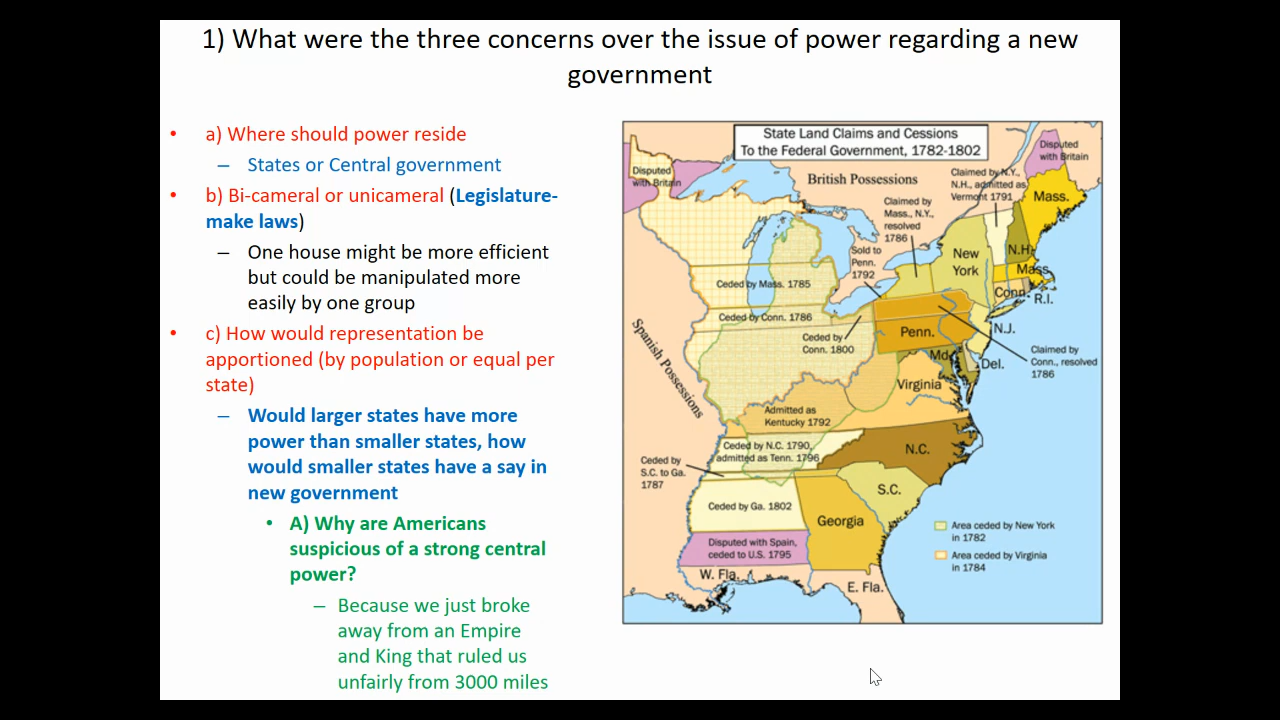 1) What were the three concerns over the issue of power regarding a new
government
• a) Where should power reside
– States or Central government
• b) Bi-cameral or unicameral (Legislature-
make laws)
– One house might be more efficient
but could be manipulated more
easily by one group
• c) How would representation be
apportioned (by population or equal per
state)
– Would larger states have more
power than smaller states, how
would smaller states have a say in
new government
• A) Why are Americans
suspicious of a strong central
power?
– Because we just broke
away from an Empire
and King that ruled us
unfairly from 3000 miles
State Land Claims and Cessions
To the Federal Government, 1782-1802
Disputed
with Britain
British Possessions
Disputed
with Britain
Claimed by N.Y.,
N.H., admitted as
Vermont 1791
Mass.
Claimed by
Mass., N.Y.,
resolved
1786
Sold to
Penn.
1792
New
York
N.H.
Mass.
Conn.
R.I.
Ceded by Mass. 1785
Ceded by Conn. 1786
Ceded by
Conn. 1800
Penn.
N.J.
Md.
Del.
Claimed by
Conn., resolved
1786
Spanish Possessions
Virginia
Admitted as
Kentucky 1792
Ceded by N.C. 1790,
admitted as Tenn. 1796
N.C.
Ceded by
S.C. to Ga.
1787
S.C.
Ceded by Ga. 1802
Georgia
Area ceded by New York
in 1782
Area ceded by Virginia
in 1784
Disputed with Spain,
ceded to U.S. 1795
W. Fla.
E. Fla.